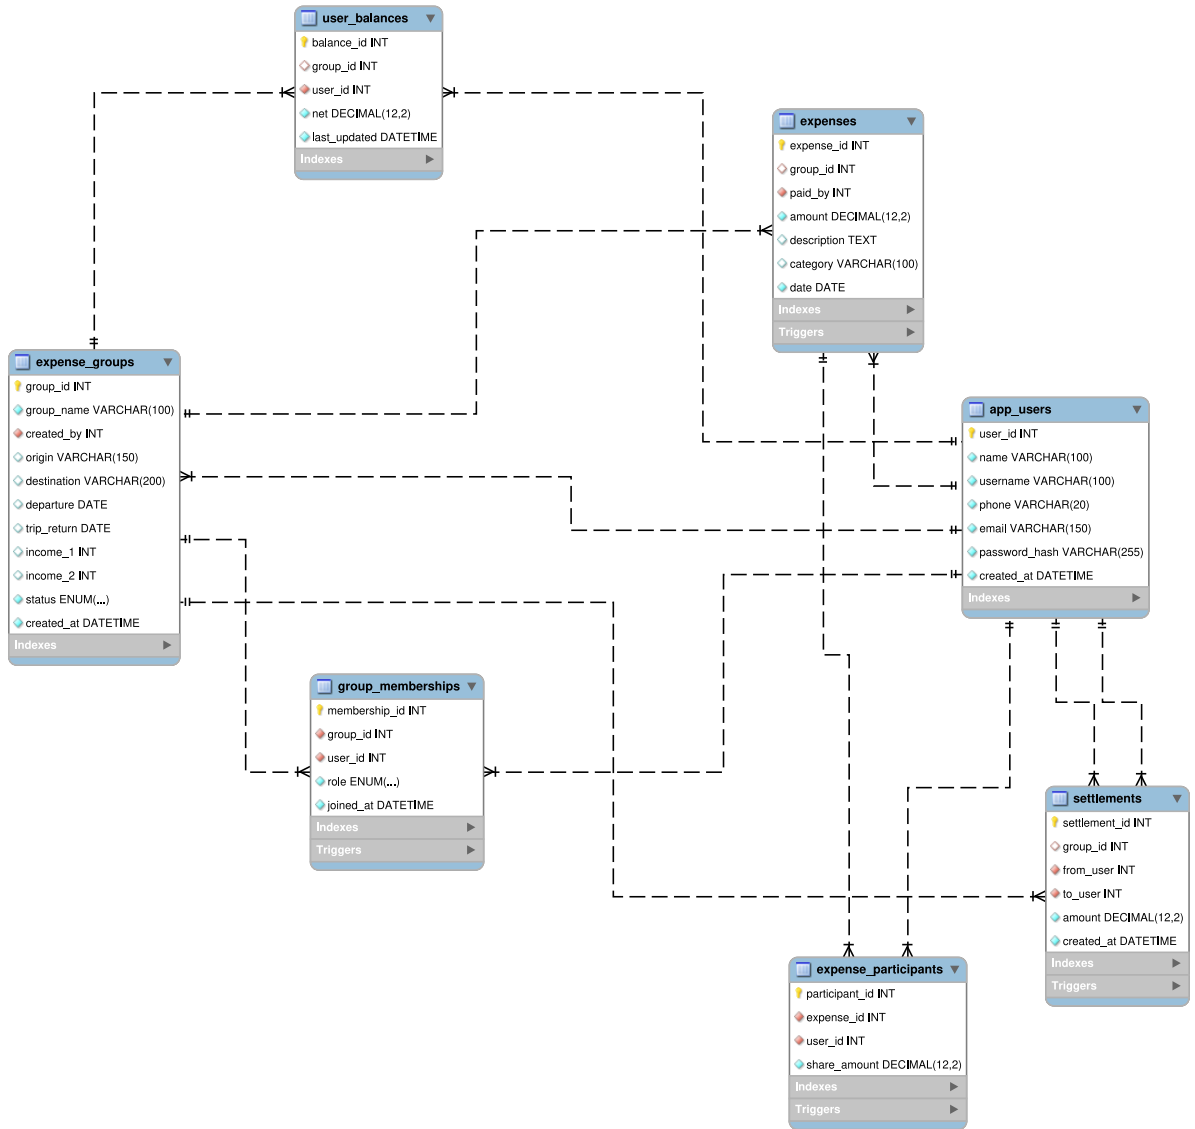 user_balances
balance_id INT
group_id INT
user_id INT
net DECIMAL(12,2)
last_updated DATETIME
Indexes
expenses
expense_id INT
group_id INT
paid_by INT
amount DECIMAL(12,2)
description TEXT
category VARCHAR(100)
date DATE
Indexes
Triggers
expense_groups
group_id INT
group_name VARCHAR(100)
created_by INT
origin VARCHAR(150)
destination VARCHAR(200)
departure DATE
trip_return DATE
income_1 INT
income_2 INT
status ENUM(...)
created_at DATETIME
Indexes
app_users
user_id INT
name VARCHAR(100)
username VARCHAR(100)
phone VARCHAR(20)
email VARCHAR(150)
password_hash VARCHAR(255)
created_at DATETIME
Indexes
group_memberships
membership_id INT
group_id INT
user_id INT
role ENUM(...)
joined_at DATETIME
Indexes
Triggers
settlements
settlement_id INT
group_id INT
from_user INT
to_user INT
amount DECIMAL(12,2)
created_at DATETIME
Indexes
Triggers
expense_participants
participant_id INT
expense_id INT
user_id INT
share_amount DECIMAL(12,2)
Indexes
Triggers